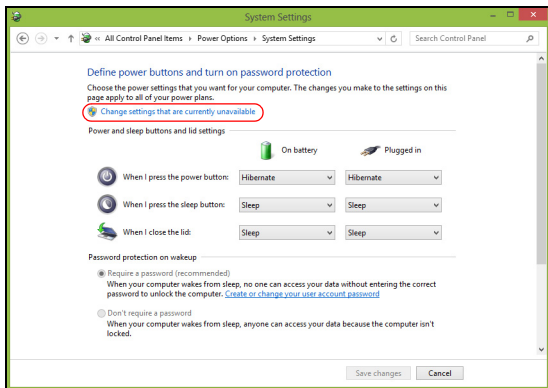 System Settings
« All Control Panel Items ▸ Power Options ▸ System Settings
Search Control Panel
Define power buttons and turn on password protection
Choose the power settings that you want for your computer. The changes you make to the settings on this
page apply to all of your power plans.
Change settings that are currently unavailable
Power and sleep buttons and lid settings
On battery Plugged in
When I press the power button: Hibernate Hibernate
When I press the sleep button: Sleep Sleep
When I close the lid: Sleep Sleep
Password protection on wakeup
Require a password (recommended)
When your computer wakes from sleep, no one can access your data without entering the correct
password to unlock the computer. Create or change your user account password
Don't require a password
When your computer wakes from sleep, anyone can access your data because the computer isn't
locked.
Save changes Cancel